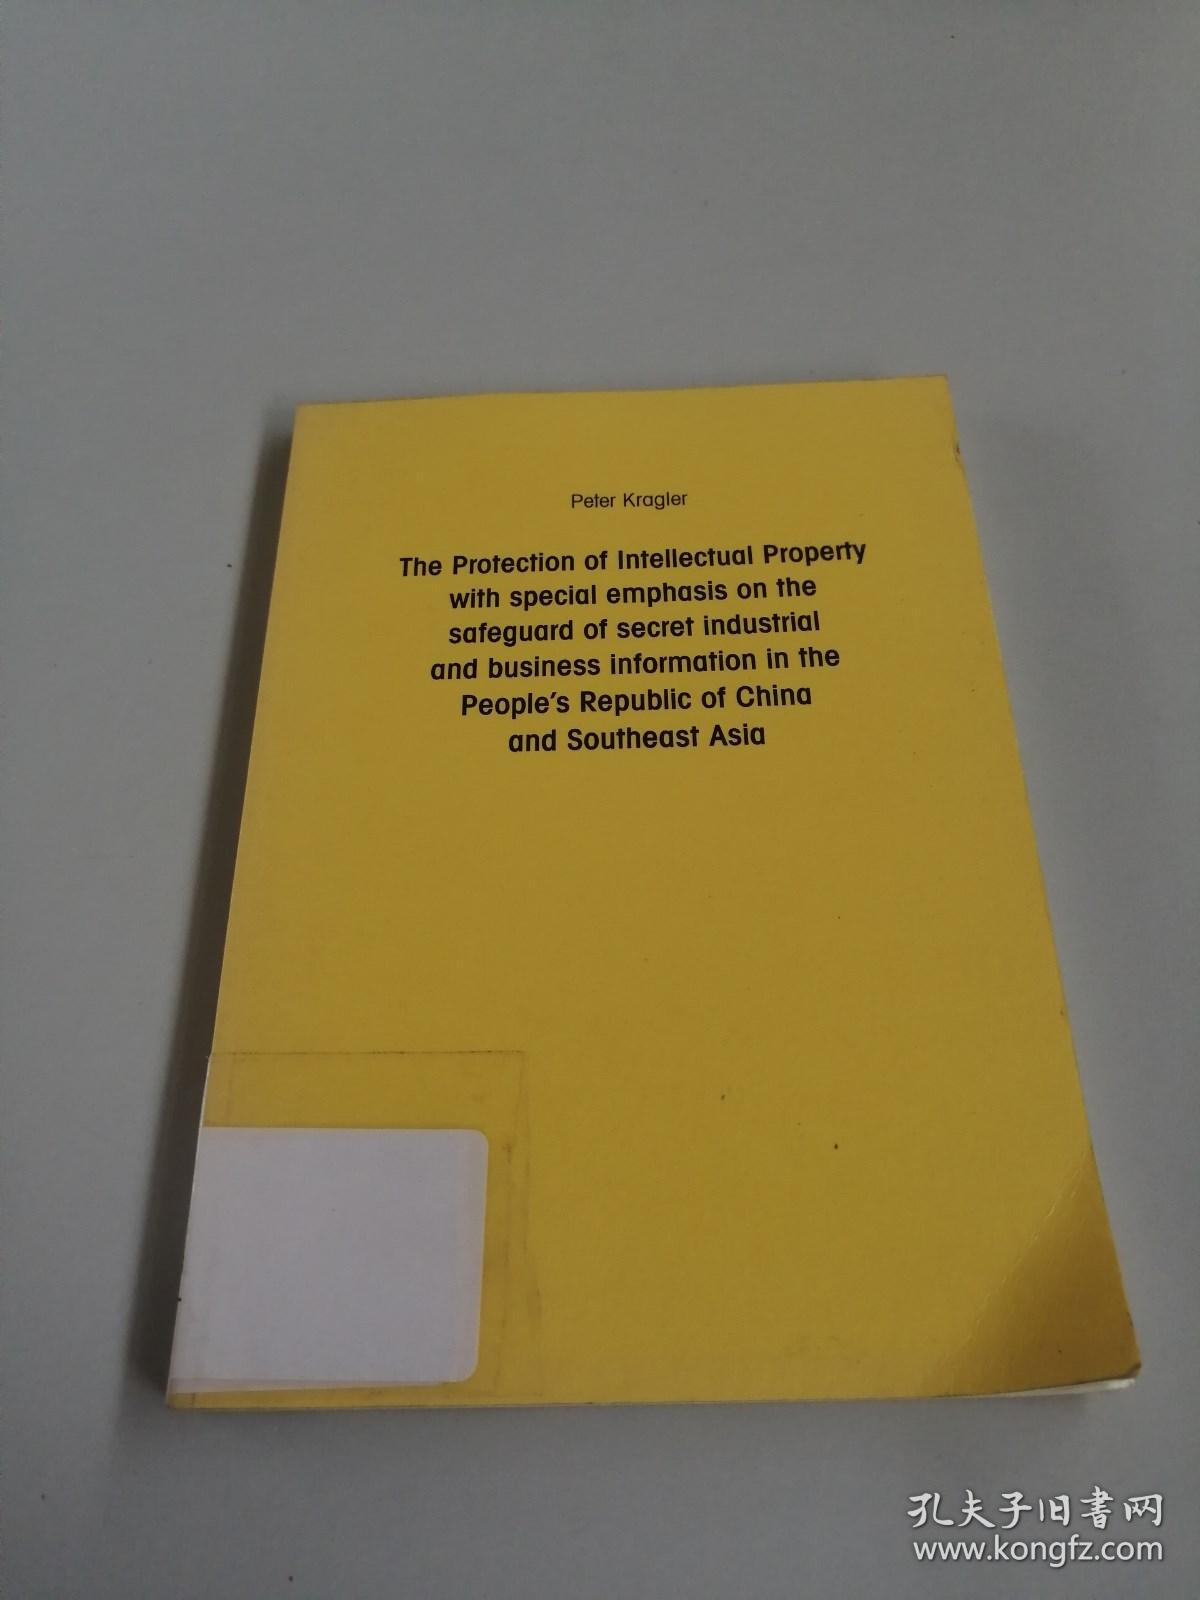 Peter Kragler
The Protection of Intellectual Property
with special emphasis on the
safeguard of secret industrial
and business information in the
People's Republic of China
and Southeast Asia
孔夫子旧书网
www.kongfz.com